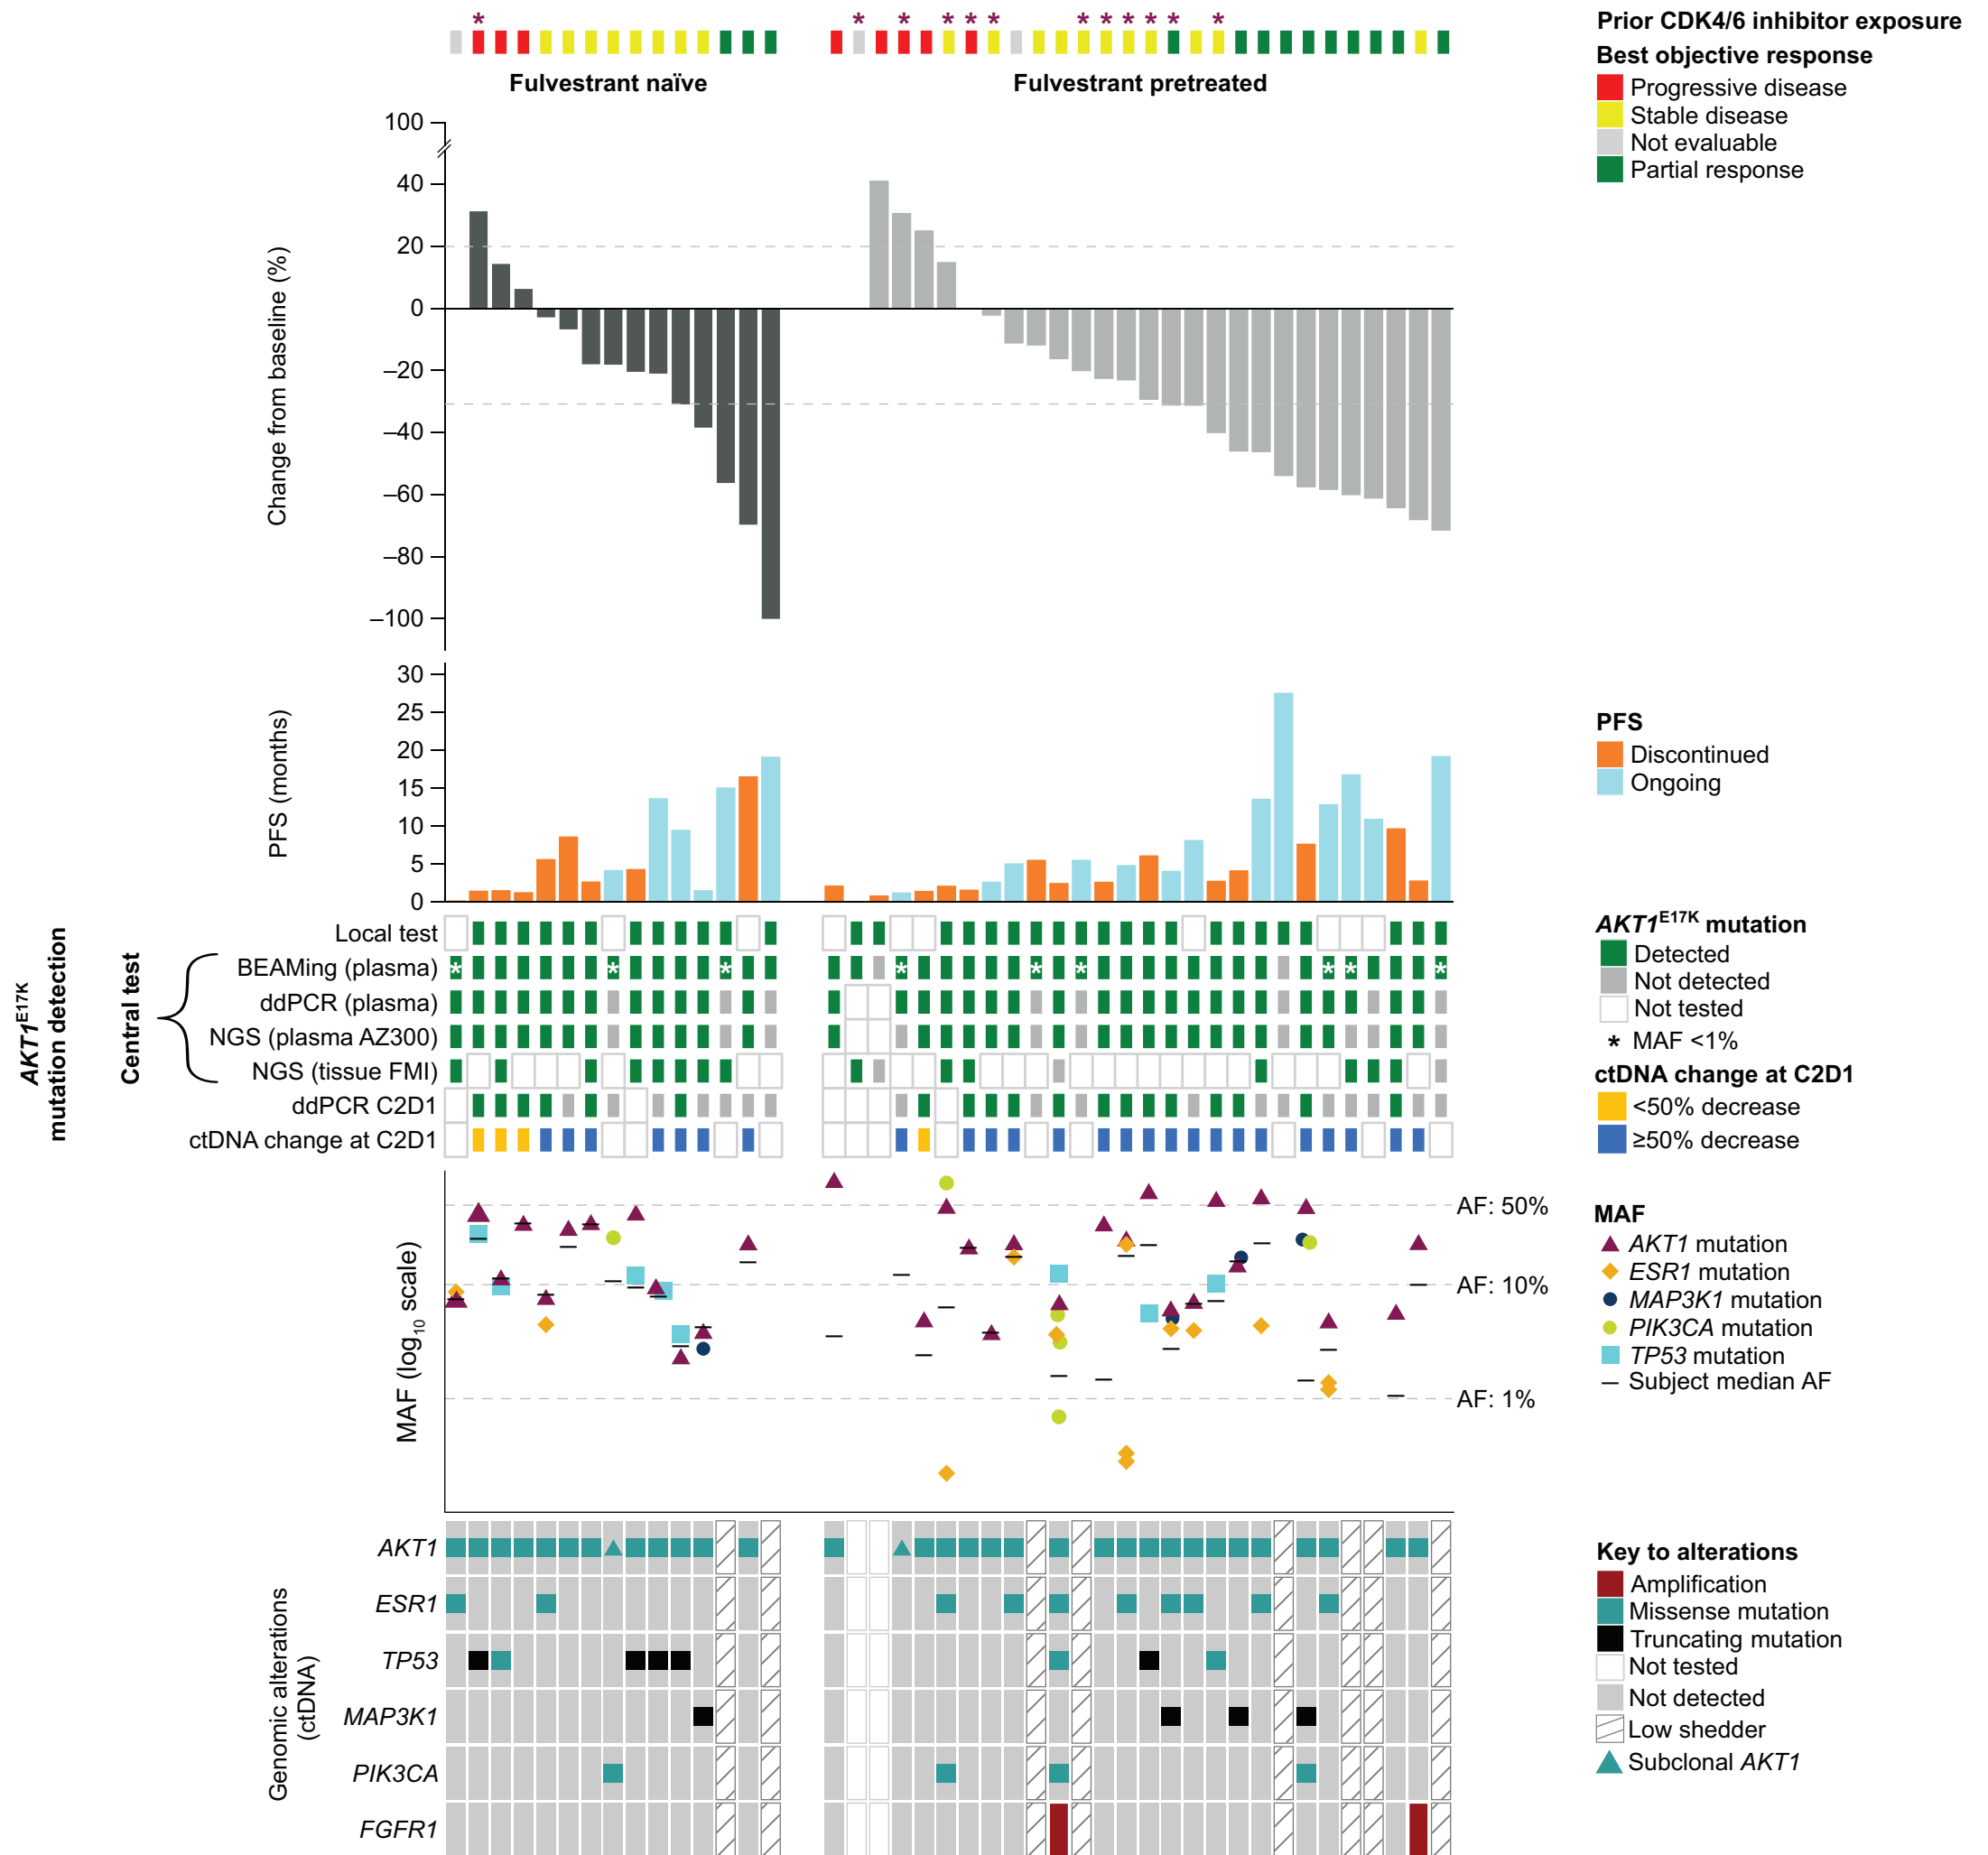 * * * * * * * * * * *
Prior CDK4/6 inhibitor exposure
Best objective response
Progressive disease
Stable disease
Not evaluable
Partial response
Fulvestrant naïve
Fulvestrant pretreated
Change from baseline (%)
100
40
20
0
–20
–40
–60
–80
–100
PFS (months)
30
25
20
15
10
5
0
PFS
Discontinued
Ongoing
AKT1E17K
mutation detection
Central test
Local test
BEAMing (plasma)
* * * * * * * * * *
ddPCR (plasma)
NGS (plasma AZ300)
NGS (tissue FMI)
ddPCR C2D1
ctDNA change at C2D1
AKT1E17K mutation
Detected
Not detected
Not tested
* MAF <1%
ctDNA change at C2D1
<50% decrease
≥50% decrease
MAF (log10 scale)
AF: 50%
AF: 10%
AF: 1%
MAF
AKT1 mutation
ESR1 mutation
MAP3K1 mutation
PIK3CA mutation
TP53 mutation
Subject median AF
Genomic alterations
(ctDNA)
AKT1
ESR1
TP53
MAP3K1
PIK3CA
FGFR1
Key to alterations
Amplification
Missense mutation
Truncating mutation
Not tested
Not detected
Low shedder
Subclonal AKT1